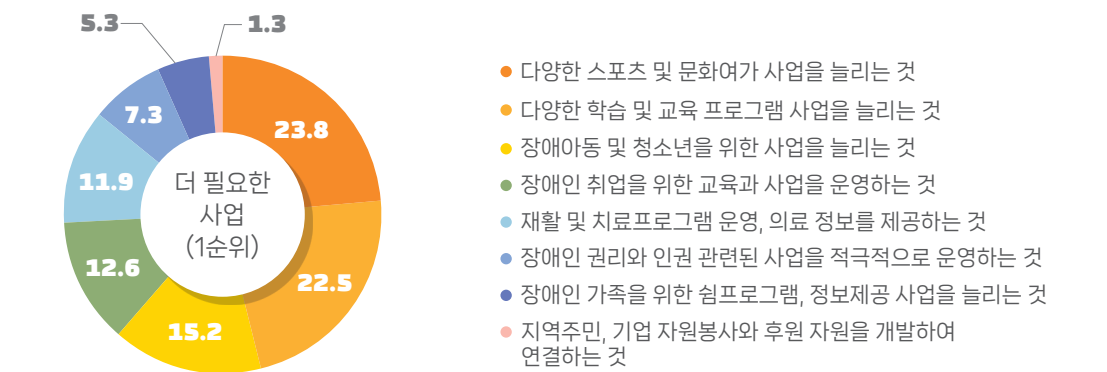 5.3
1.3
23.8
7.3
11.9
12.6
15.2
22.5
더 필요한
사업
(1순위)
다양한 스포츠 및 문화여가 사업을 늘리는 것
다양한 학습 및 교육 프로그램 사업을 늘리는 것
장애아동 및 청소년을 위한 사업을 늘리는 것
장애인 취업을 위한 교육과 사업을 운영하는 것
재활 및 치료프로그램 운영, 의료 정보를 제공하는 것
장애인 권리와 인권 관련된 사업을 적극적으로 운영하는 것
장애인 가족을 위한 쉼프로그램, 정보제공 사업을 늘리는 것
지역주민, 기업 자원봉사와 후원 자원을 개발하여
연결하는 것